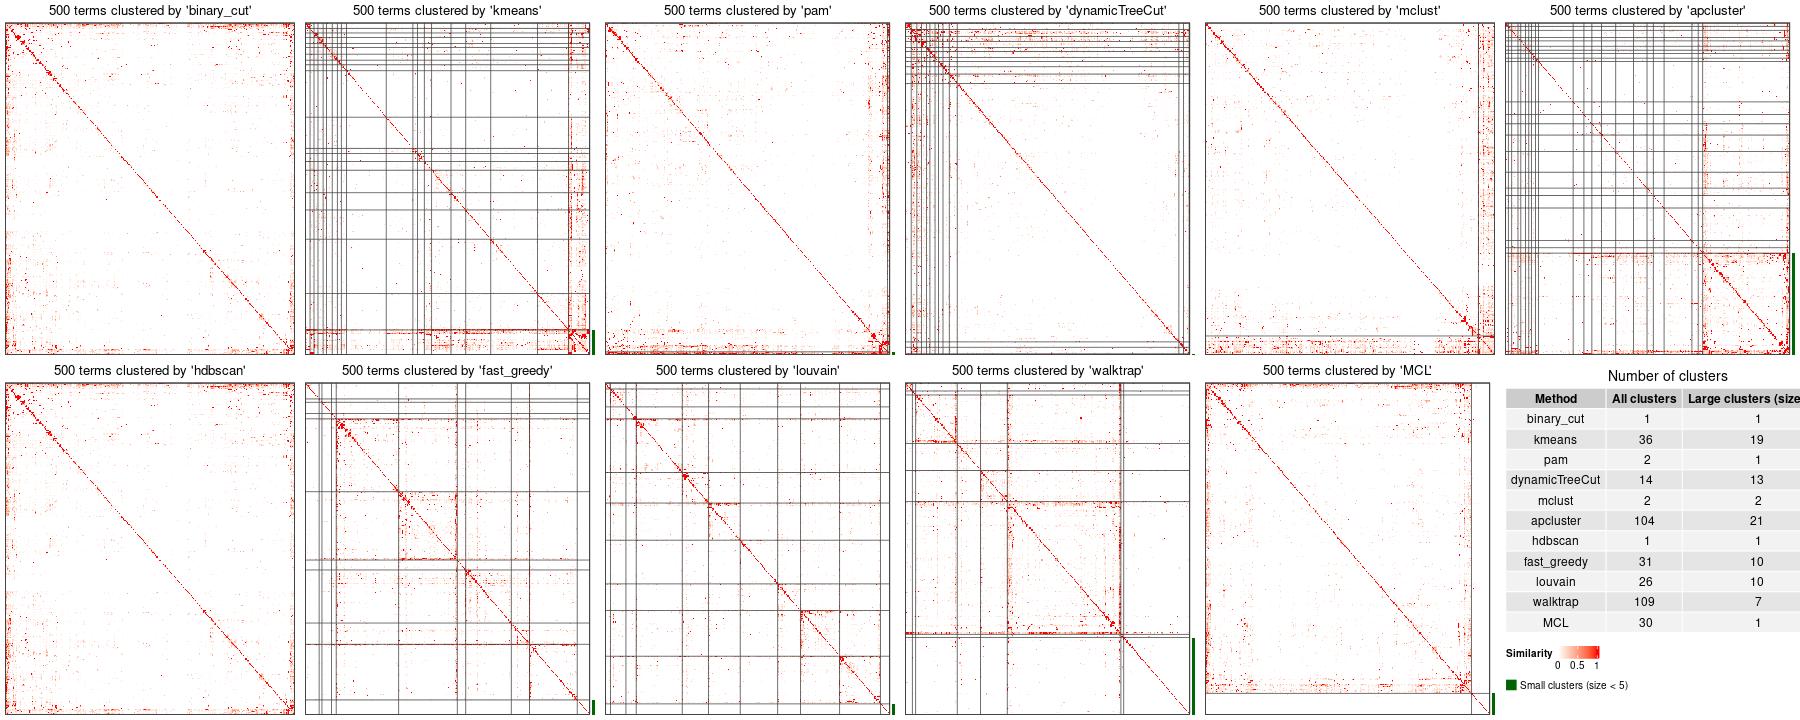 500 terms clustered by 'binary_cut'
500 terms clustered by 'kmeans'
500 terms clustered by 'pam'
500 terms clustered by 'dynamicTreeCut'
500 terms clustered by 'mclust'
500 terms clustered by 'apcluster'
500 terms clustered by 'hdbscan'
500 terms clustered by 'fast_greedy'
500 terms clustered by 'louvain'
500 terms clustered by 'walktrap'
500 terms clustered by 'MCL'
Number of clusters
Method All clusters Large clusters (size
binary_cut 1 1
kmeans 36 19
pam 2 1
dynamicTreeCut 14 13
mclust 2 2
apcluster 104 21
hdbscan 1 1
fast_greedy 31 10
louvain 26 10
walktrap 109 7
MCL 30 1
Similarity
0 0.5 1
Small clusters (size < 5)